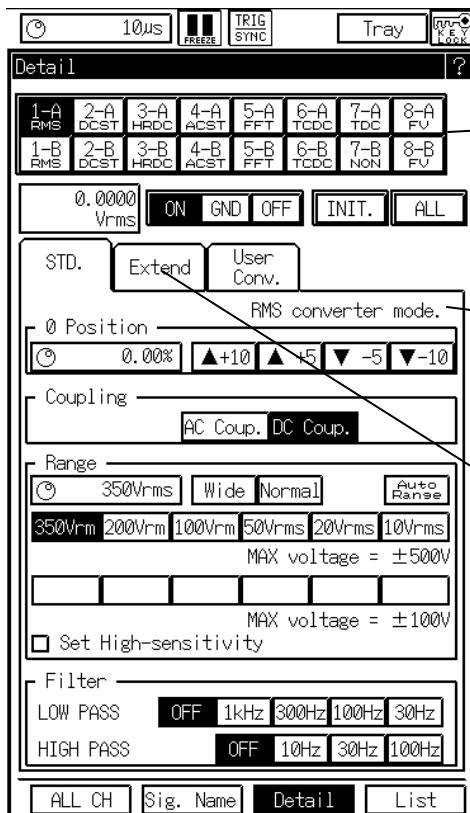 10μs FREEZE TRIG SYNC Tray KEY LOCK
Detail ?
1-A RMS 2-A DCST 3-A HRDC 4-A ACST 5-A FFT 6-A TCDC 7-A TDC 8-A FV
1-B RMS 2-B DCST 3-B HRDC 4-B ACST 5-B FFT 6-B TCDC 7-B NON 8-B FV
0.0000 Vrms ON GND OFF INIT. ALL
STD. Extend User Conv.
RMS converter mode.
0 Position
0.00% ▲+10 ▲ +5 ▼ -5 ▼-10
Coupling
AC Coup. DC Coup.
Range
350Vrms Wide Normal Auto Range
350Vrm 200Vrm 100Vrm 50Vrms 20Vrms 10Vrms
MAX voltage = ±500V
MAX voltage = ±100V
Set High-sensitivity
Filter
LOW PASS OFF 1kHz 300Hz 100Hz 30Hz
HIGH PASS OFF 10Hz 30Hz 100Hz
ALL CH Sig. Name Detail List